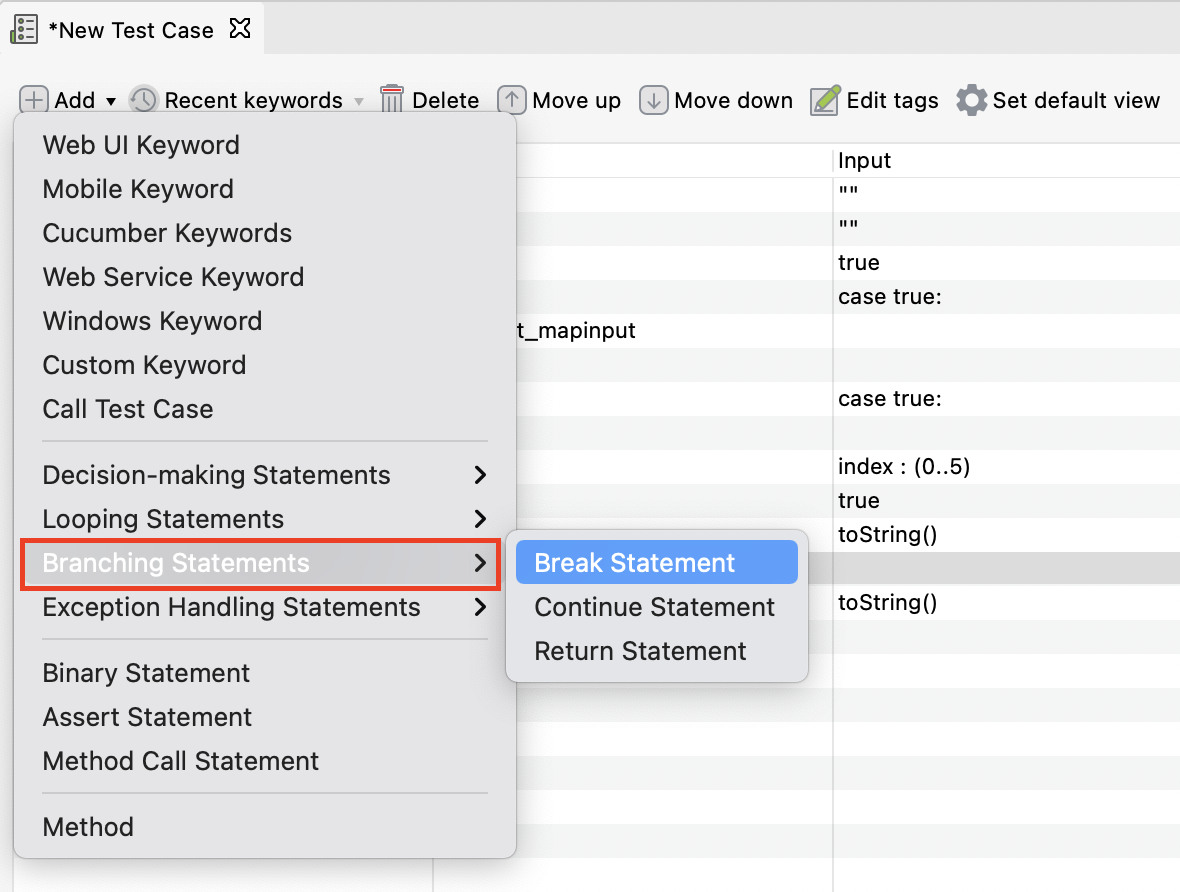 *New Test Case
Add Recent keywords Delete Move up Move down Edit tags Set default view
Web UI Keyword
Mobile Keyword
Cucumber Keywords
Web Service Keyword
Windows Keyword
Custom Keyword
Call Test Case
Decision-making Statements
Looping Statements
Branching Statements
Exception Handling Statements
Binary Statement
Assert Statement
Method Call Statement
Method
Break Statement
Continue Statement
Return Statement
t_mapinput
Input
""
""
true
case true:
case true:
index : (0..5)
true
toString()
toString()